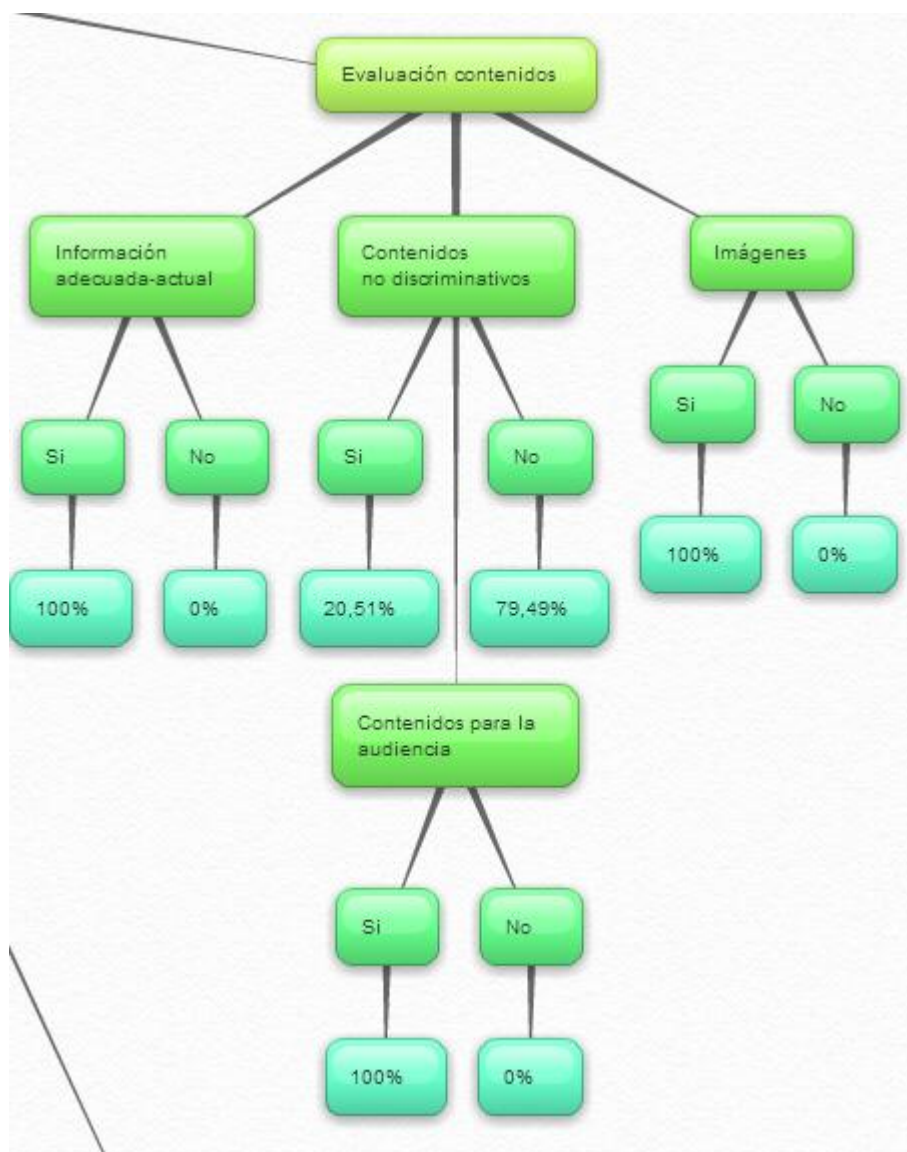 Evaluación contenidos
Información
adecuada-actual
Contenidos
no discriminativos
Imágenes
Si
No
Si
No
Si
No
100%
0%
20,51%
79,49%
100%
0%
Contenidos para la
audiencia
Si
No
100%
0%